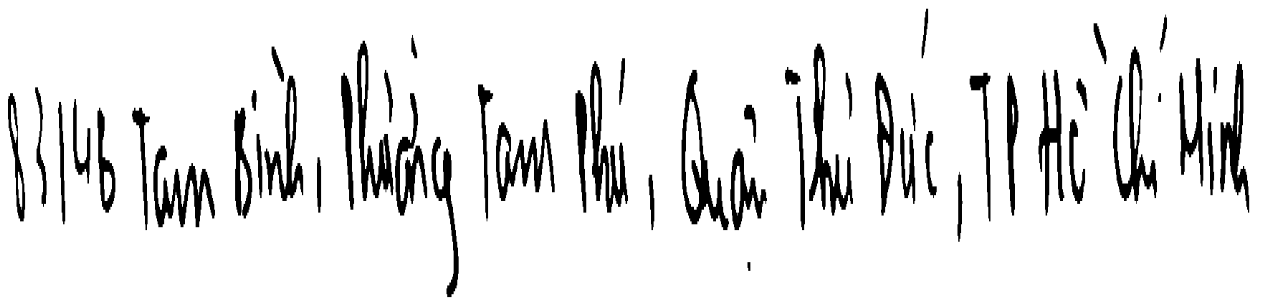 83/4B Tam Bình, Phường Tam Phú, Quận Thủ Đức, TP Hồ Chí Minh